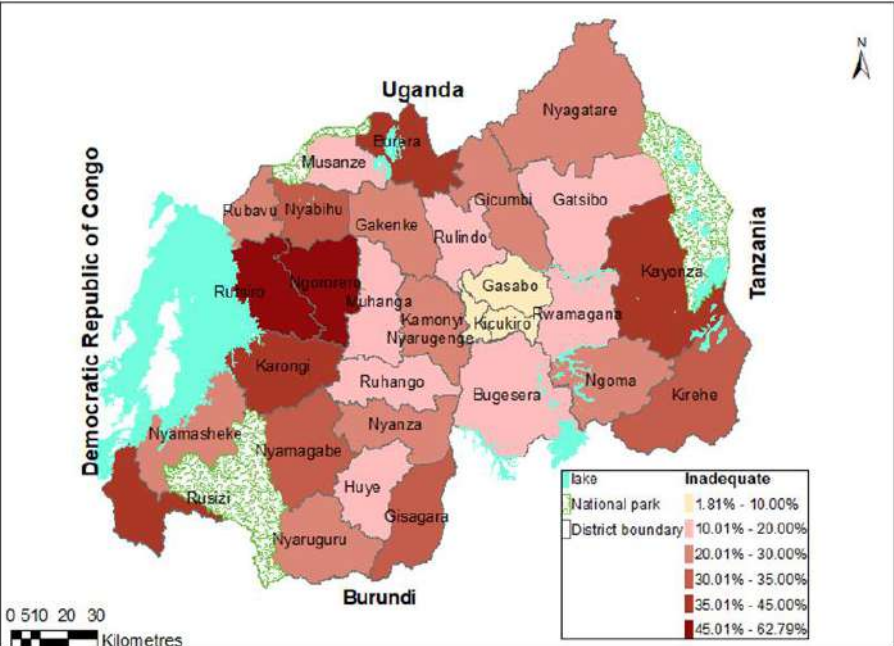 N
Uganda
Democratic Republic of Congo
Tanzania
Burundi
Nyagatare
Burera
Musanze
Gicumbi
Gatsibo
Rubavu
Nyabihu
Gakenke
Rulindo
Kayonza
Gasabo
Rutsiro
Ngororero
Muhanga
Kamonyi
Kicukiro
Rwamagana
Nyarugenge
Karongi
Ruhango
Bugesera
Ngoma
Kirehe
Nyamasheke
Nyamagabe
Nyanza
Rusizi
Huye
Gisagara
Nyaruguru
lake
National park
District boundary
Inadequate
1.81% - 10.00%
10.01% - 20.00%
20.01% - 30.00%
30.01% - 35.00%
35.01% - 45.00%
45.01% - 62.79%
0 510 20 30
Kilometres